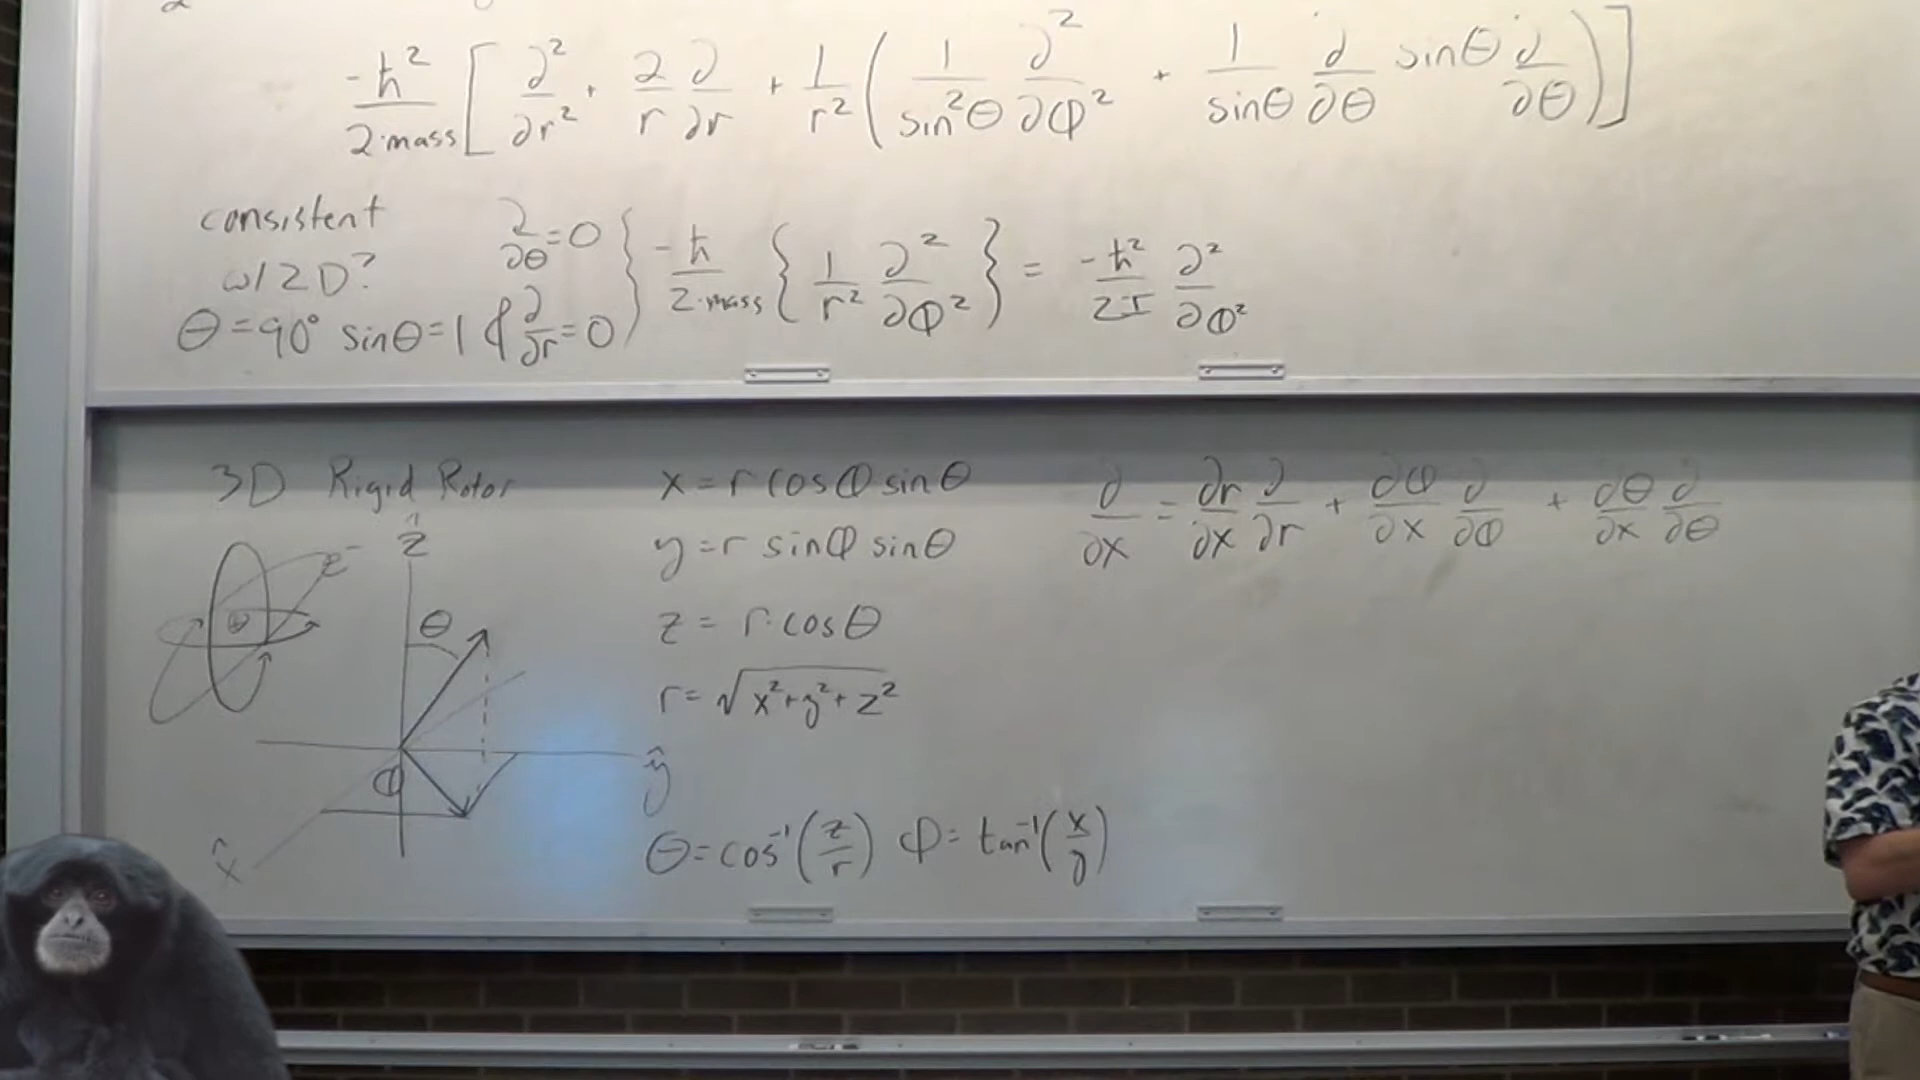 -ħ²/2·mass [ ∂²/∂r² + 2/r ∂/∂r + 1/r² ( 1/sin²θ ∂²/∂φ² + 1/sinθ ∂/∂θ sinθ ∂/∂θ ) ]
consistent
w/ 2D?
θ = 90° sinθ = 1 & ∂/∂r = 0
∂/∂θ = 0
} -ħ/2·mass { 1/r² ∂²/∂φ² } = -ħ²/2I ∂²/∂φ²
3D Rigid Rotor
ẑ
θ
φ
ŷ
x̂
x = r cosφ sinθ
y = r sinφ sinθ
z = r·cosθ
r = √x²+y²+z²
θ = cos⁻¹(z/r) φ = tan⁻¹(x/y)
∂/∂x = ∂r/∂x ∂/∂r + ∂φ/∂x ∂/∂φ + ∂θ/∂x ∂/∂θ